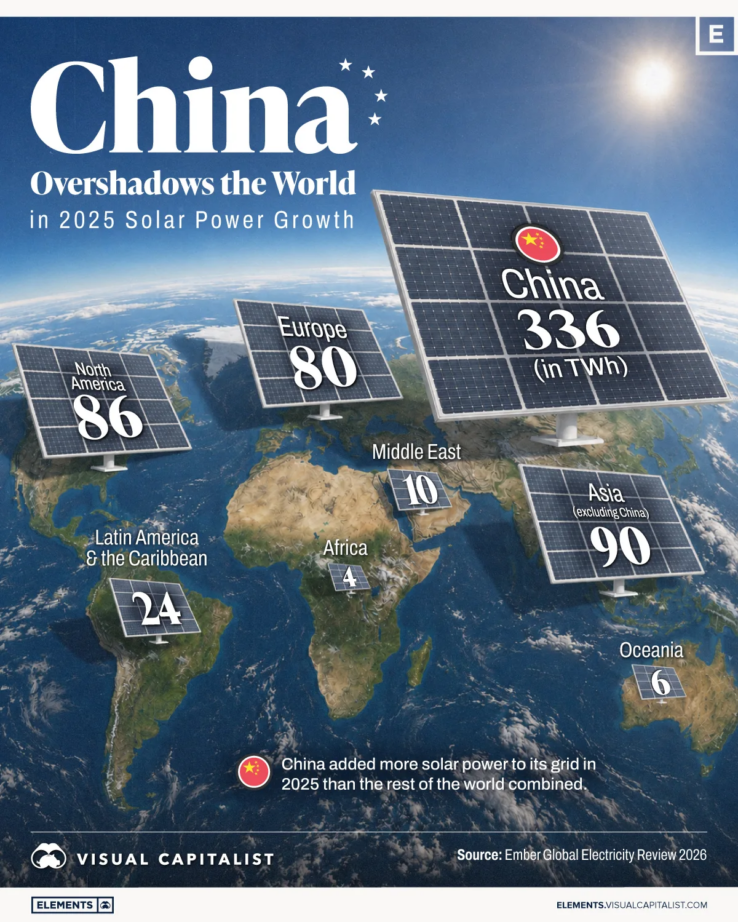 E
China
Overshadows the World
in 2025 Solar Power Growth
China
336
(in TWh)
Europe
80
North
America
86
Middle East
10
Asia
(excluding China)
90
Latin America
& the Caribbean
24
Africa
4
Oceania
6
China added more solar power to its grid in
2025 than the rest of the world combined.
VISUAL CAPITALIST
Source: Ember Global Electricity Review 2026
ELEMENTS
ELEMENTS.VISUALCAPITALIST.COM